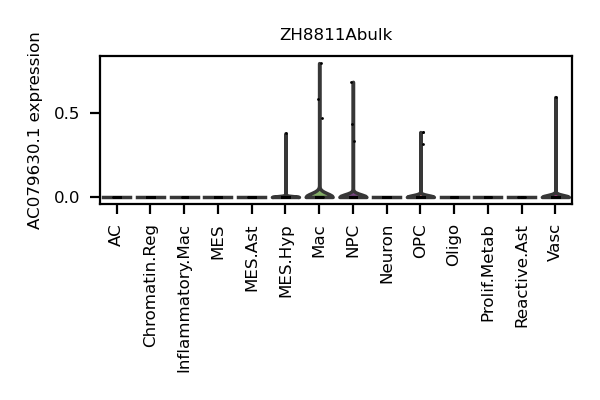 ZH8811Abulk
AC079630.1 expression
0.5
0.0
AC
Chromatin.Reg
Inflammatory.Mac
MES
MES.Ast
MES.Hyp
Mac
NPC
Neuron
OPC
Oligo
Prolif.Metab
Reactive.Ast
Vasc